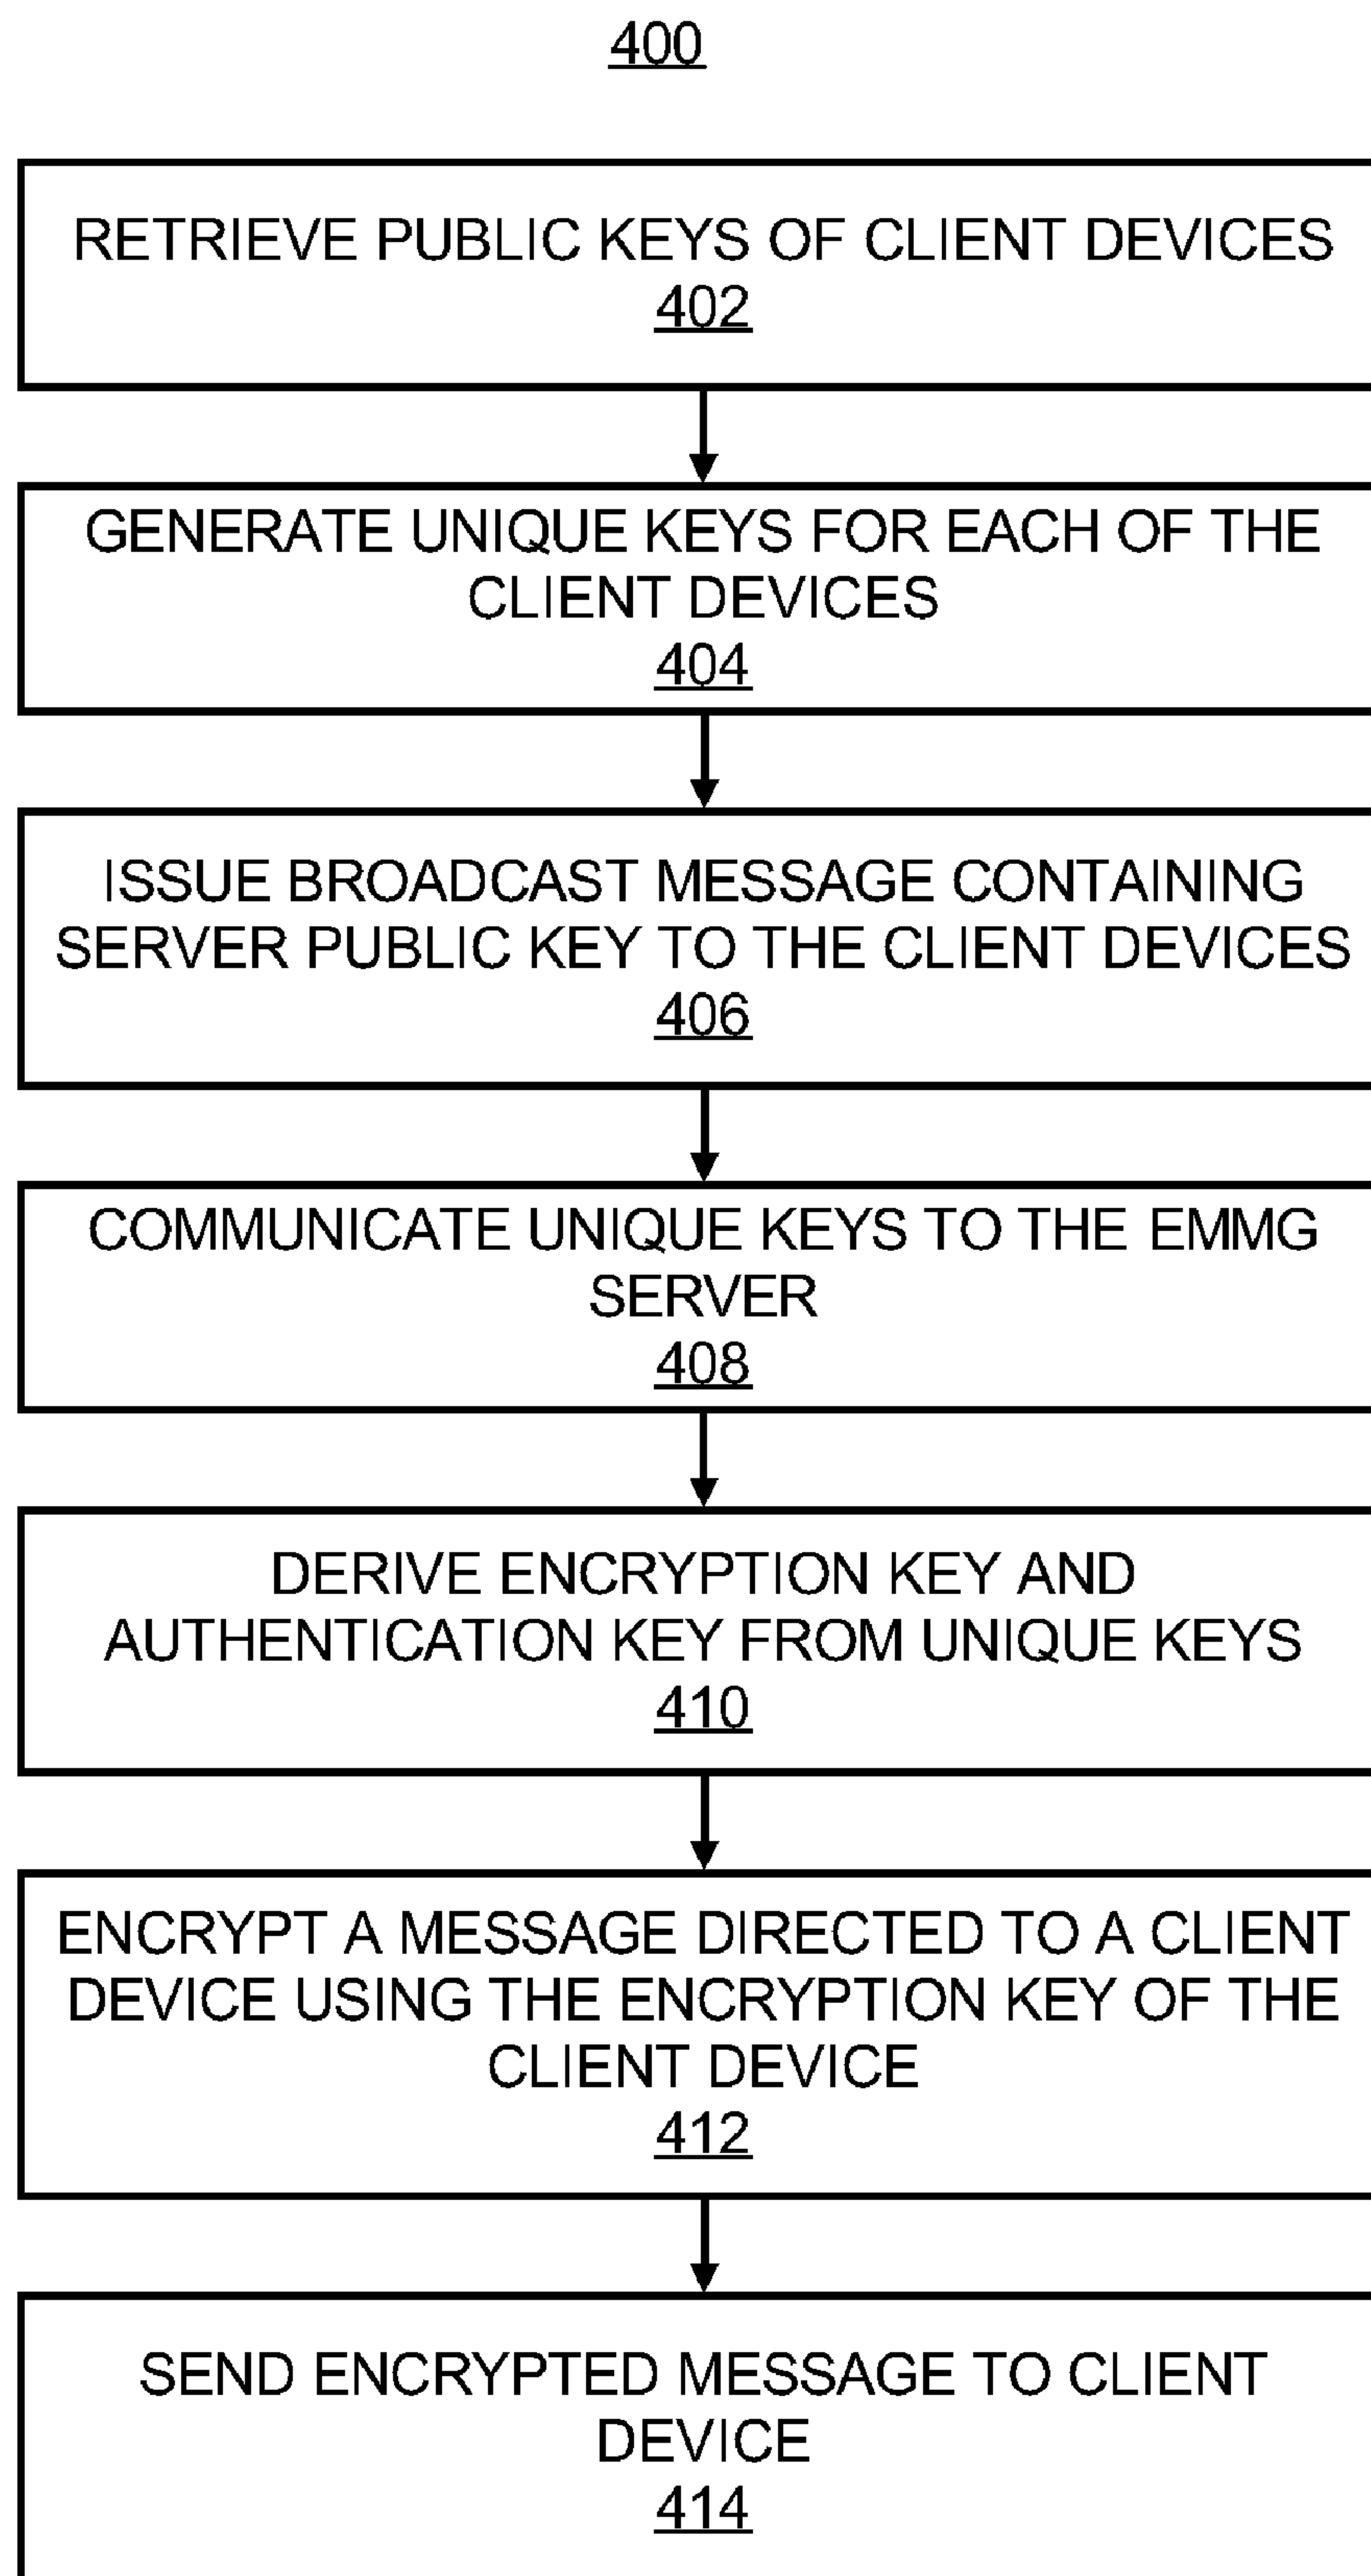 400
RETRIEVE PUBLIC KEYS OF CLIENT DEVICES
402
GENERATE UNIQUE KEYS FOR EACH OF THE
CLIENT DEVICES
404
ISSUE BROADCAST MESSAGE CONTAINING
SERVER PUBLIC KEY TO THE CLIENT DEVICES
406
COMMUNICATE UNIQUE KEYS TO THE EMMG
SERVER
408
DERIVE ENCRYPTION KEY AND
AUTHENTICATION KEY FROM UNIQUE KEYS
410
ENCRYPT A MESSAGE DIRECTED TO A CLIENT
DEVICE USING THE ENCRYPTION KEY OF THE
CLIENT DEVICE
412
SEND ENCRYPTED MESSAGE TO CLIENT
DEVICE
414